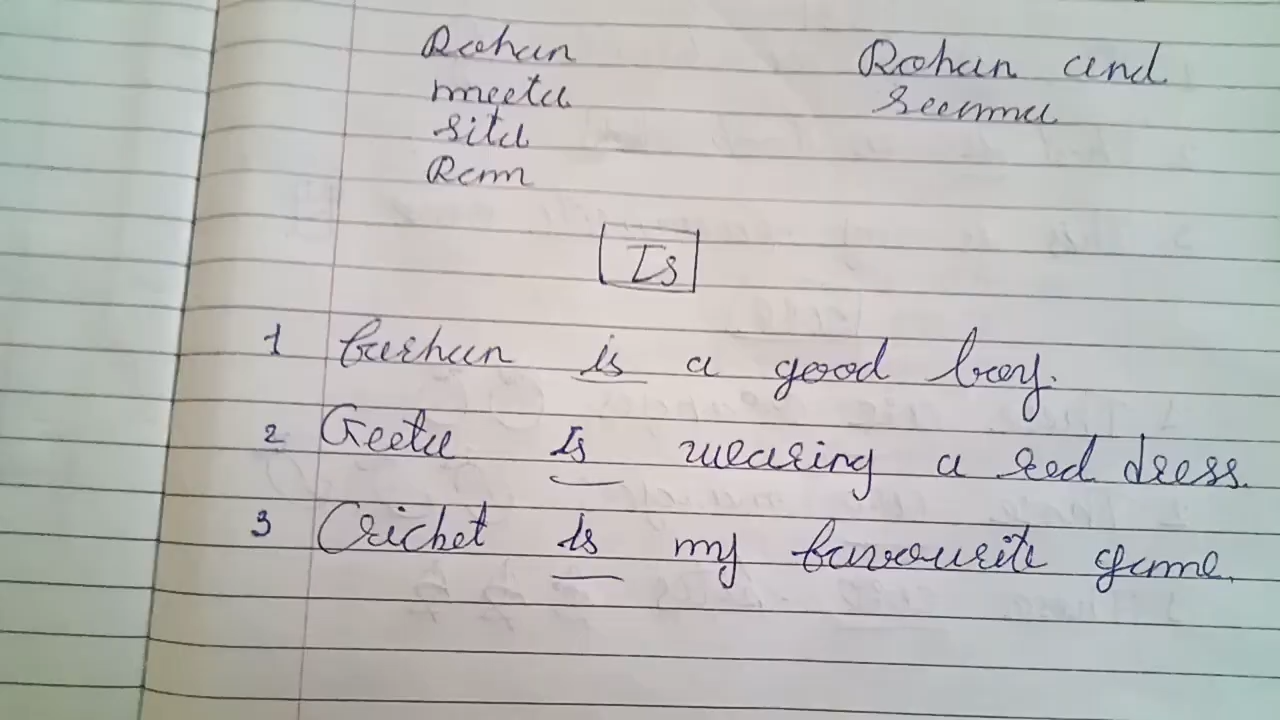 Rohan
meeta
sita
Ram
Rohan and
Seema
Is
1 Farhan is a good boy.
2 Geeta Is wearing a red dress.
3 Cricket Is my favourite game.